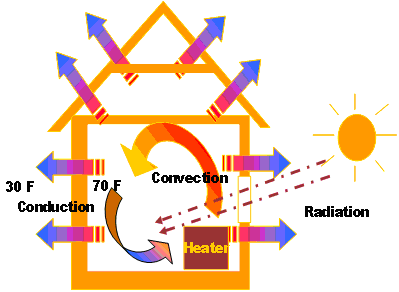 Convection
30 F
70 F
Conduction
Radiation
Heater